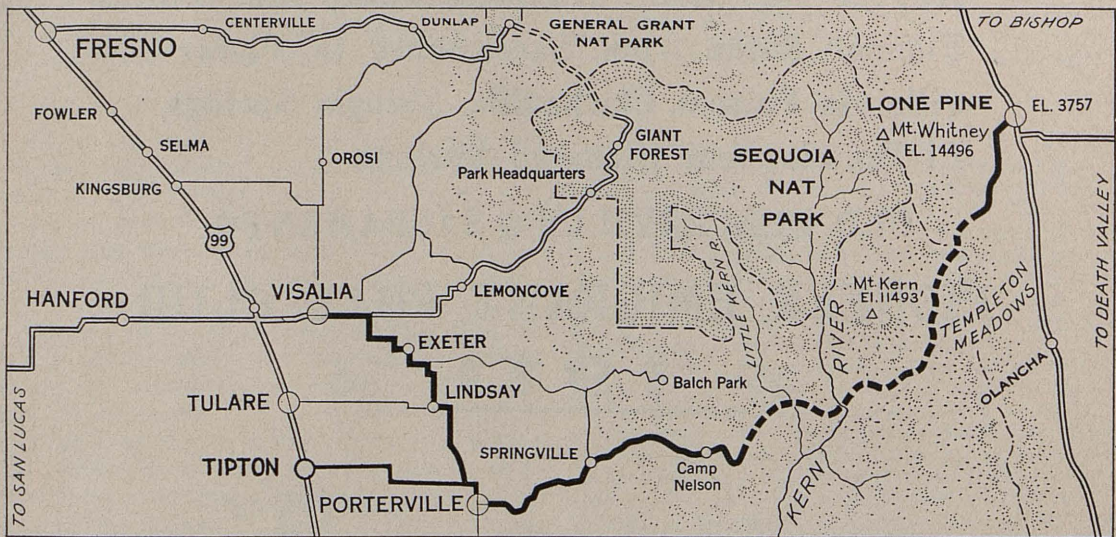 FRESNO
CENTERVILLE
DUNLAP
GENERAL GRANT
NAT PARK
TO BISHOP
FOWLER
SELMA
OROSI
KINGSBURG
99
GIANT
FOREST
Park Headquarters
SEQUOIA
NAT
PARK
LONE PINE
EL. 3757
Mt. Whitney
EL. 14496
HANFORD
VISALIA
LEMONCOVE
EXETER
LINDSAY
TULARE
TIPTON
PORTERVILLE
SPRINGVILLE
Balch Park
Camp
Nelson
LITTLE KERN R.
KERN
RIVER
Mt Kern
El. 11493'
TEMPLETON
MEADOWS
OLANCHA
TO DEATH VALLEY
TO SAN LUCAS